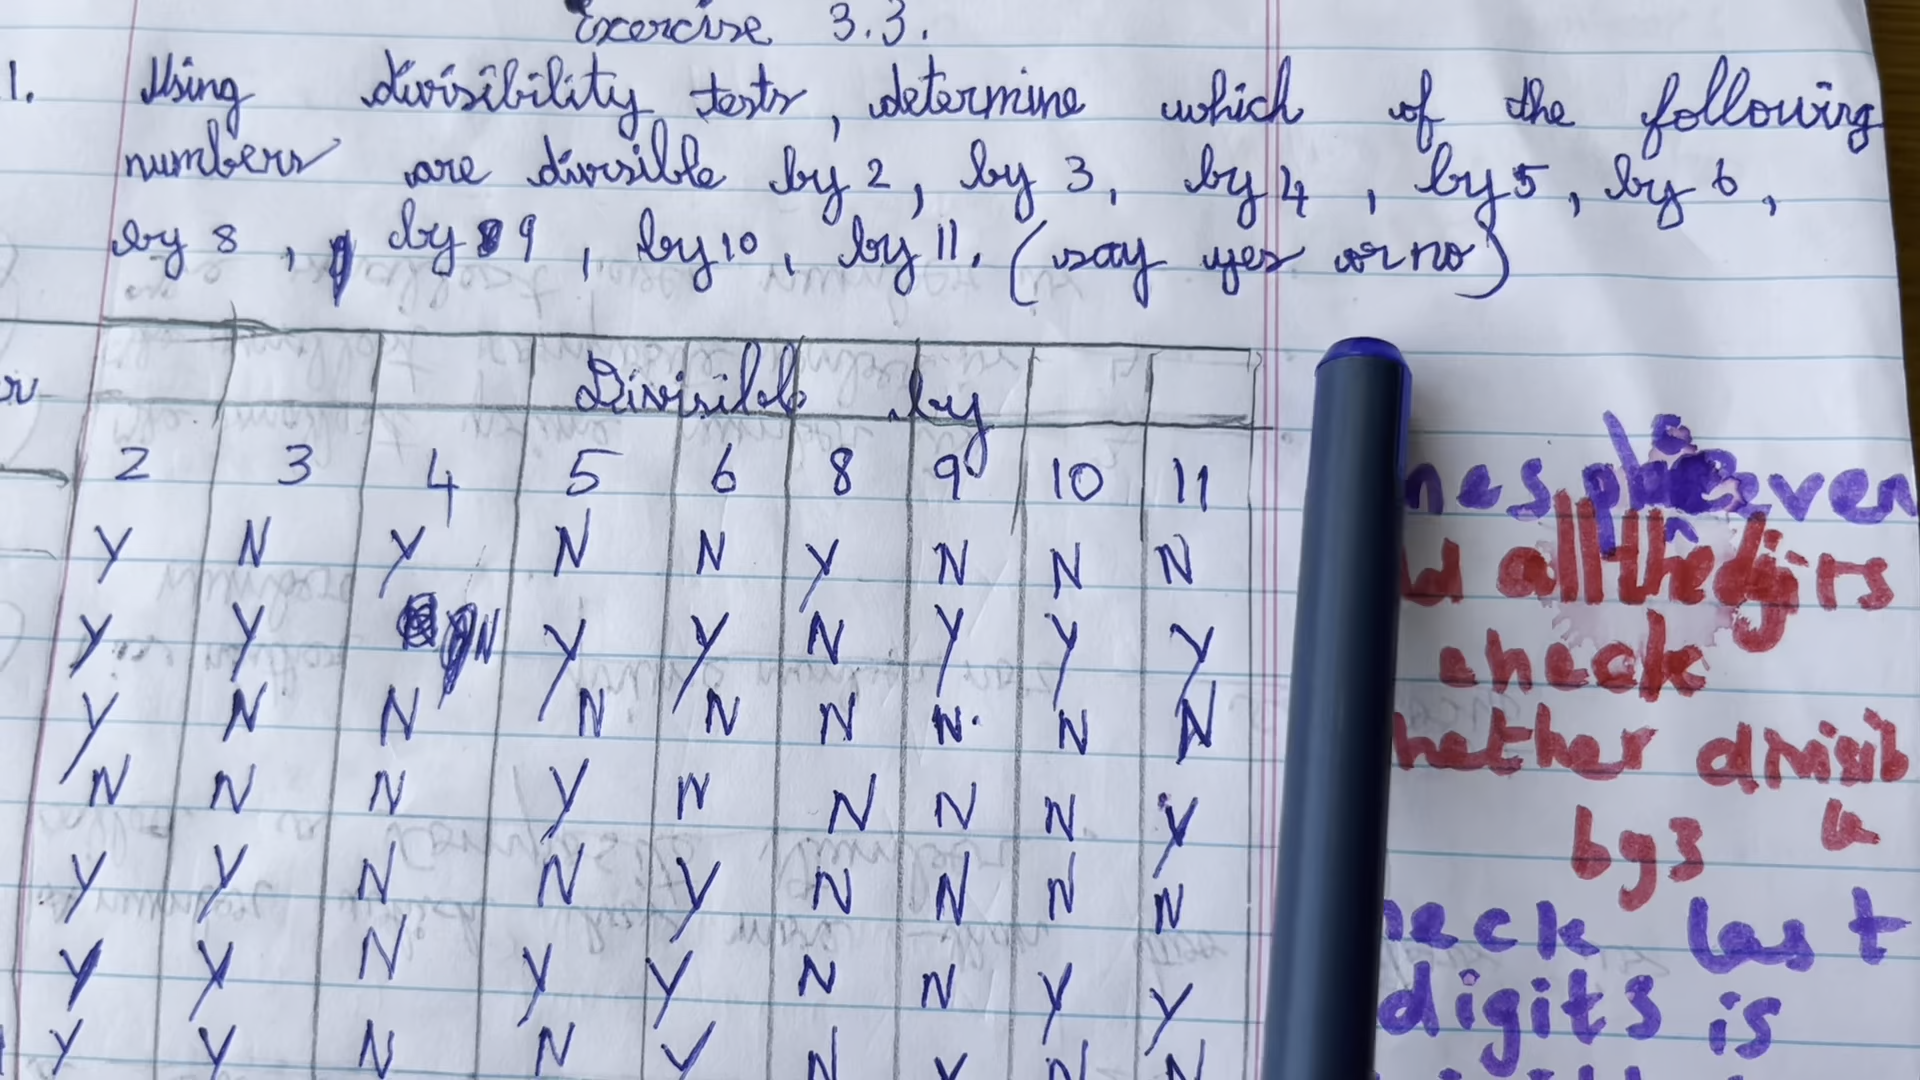 Exercise 3.3.
1. Using divisibility tests, determine which of the following
numbers are divisible by 2, by 3, by 4, by 5, by 6,
by 8, by 9, by 10, by 11. (say yes or no)
Divisible by
2 3 4 5 6 8 9 10 11
Y N Y N N Y N N N
Y Y N Y Y N Y Y Y
Y N N N N N N. N N
N N N Y N N N N Y
Y Y N N Y N N N N
Y Y N Y Y N N Y Y
Y Y N N Y N Y N N
even
all the
check
divisib
by 3
last
digits is